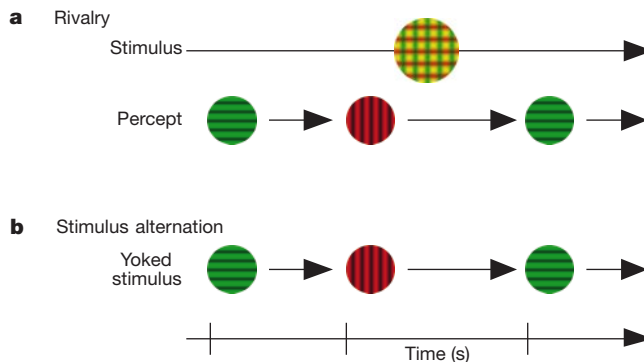 a Rivalry
Stimulus
Percept
b Stimulus alternation
Yoked
stimulus
Time (s)